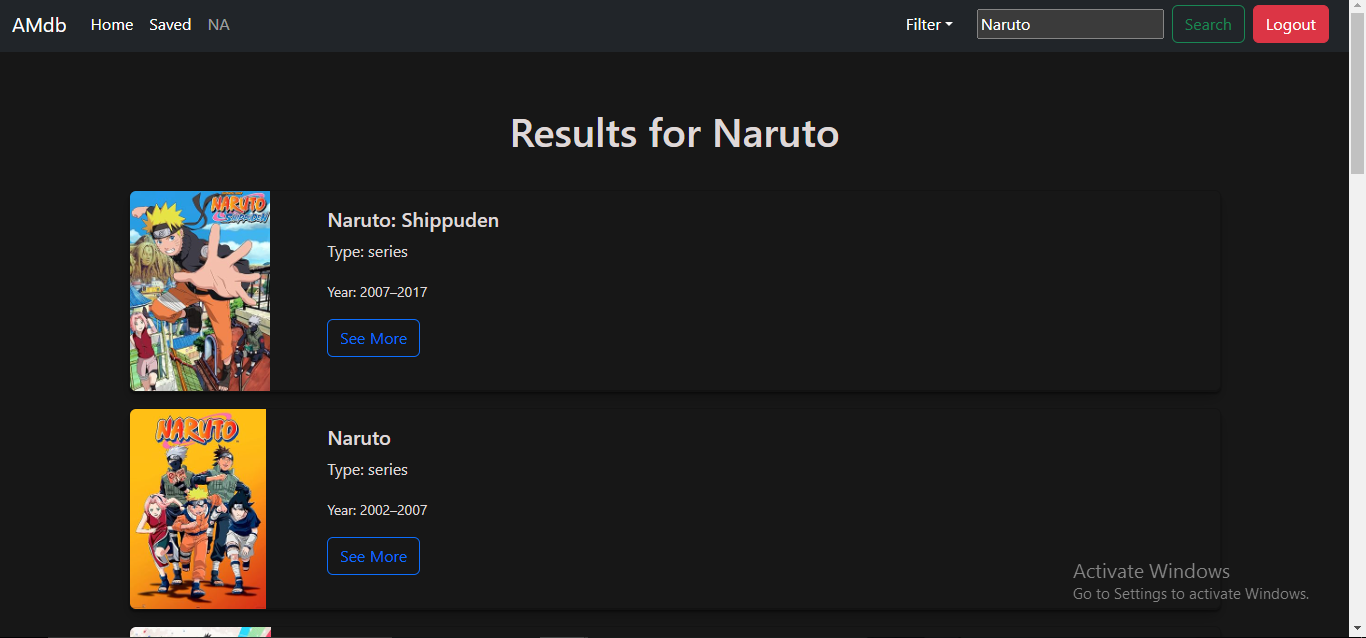 AMdb Home Saved NA Filter Naruto Search Logout
Results for Naruto
NARUTO
Naruto: Shippuden
Type: series
Year: 2007–2017
See More
NARUTO
Naruto
Type: series
Year: 2002–2007
See More
Activate Windows
Go to Settings to activate Windows.